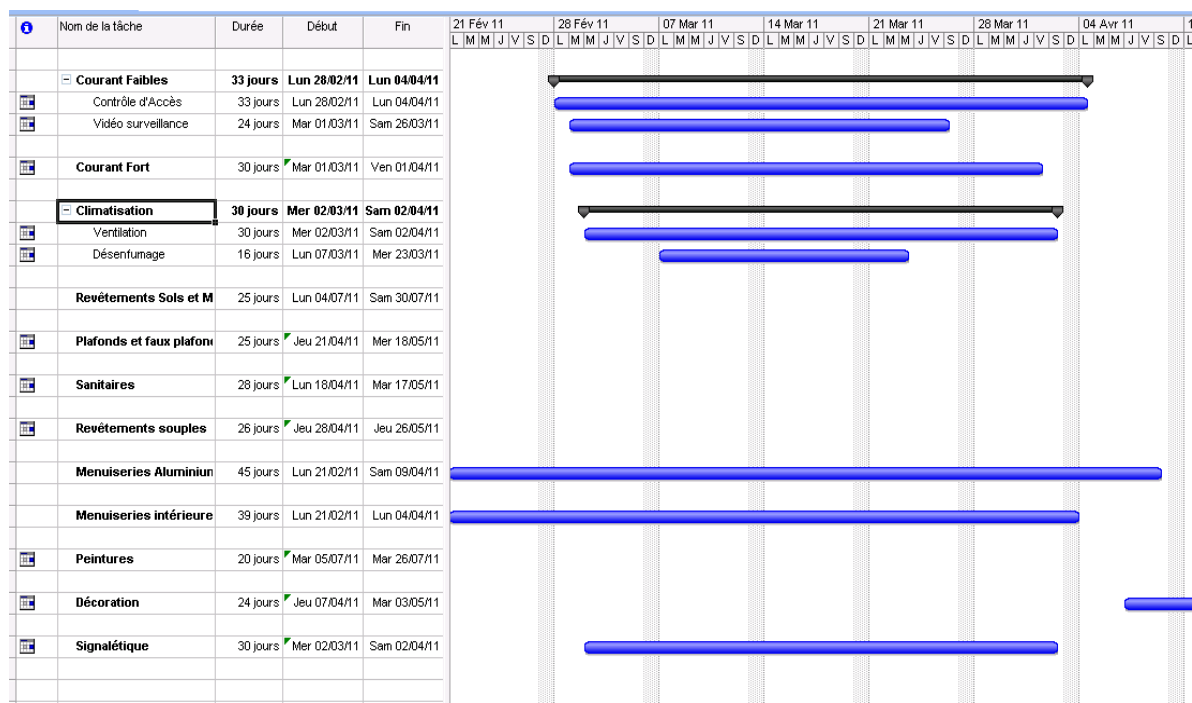 Nom de la tâche Durée Début Fin 21 Fév 11 28 Fév 11 07 Mar 11 14 Mar 11 21 Mar 11 28 Mar 11 04 Avr 11 1
L M M J V S D L M M J V S D L M M J V S D L M M J V S D L M M J V S D L M M J V S D L M M J V S D L
Courant Faibles 33 jours Lun 28/02/11 Lun 04/04/11
Contrôle d'Accès 33 jours Lun 28/02/11 Lun 04/04/11
Vidéo surveillance 24 jours Mar 01/03/11 Sam 26/03/11
Courant Fort 30 jours Mar 01/03/11 Ven 01/04/11
Climatisation 30 jours Mer 02/03/11 Sam 02/04/11
Ventilation 30 jours Mer 02/03/11 Sam 02/04/11
Désenfumage 16 jours Lun 07/03/11 Mer 23/03/11
Revêtements Sols et M 25 jours Lun 04/07/11 Sam 30/07/11
Plafonds et faux plafon 25 jours Jeu 21/04/11 Mer 18/05/11
Sanitaires 28 jours Lun 18/04/11 Mar 17/05/11
Revêtements souples 26 jours Jeu 28/04/11 Jeu 26/05/11
Menuiseries Aluminiun 45 jours Lun 21/02/11 Sam 09/04/11
Menuiseries intérieure 39 jours Lun 21/02/11 Lun 04/04/11
Peintures 20 jours Mar 05/07/11 Mar 26/07/11
Décoration 24 jours Jeu 07/04/11 Mar 03/05/11
Signalétique 30 jours Mer 02/03/11 Sam 02/04/11